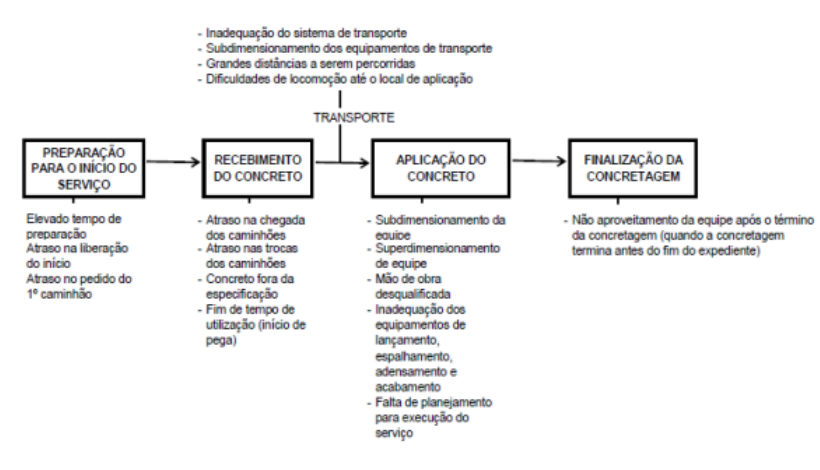 - Inadequação do sistema de transporte
- Subdimensionamento dos equipamentos de transporte
- Grandes distâncias a serem percorridas
- Dificuldades de locomoção até o local de aplicação
TRANSPORTE
PREPARAÇÃO
PARA O INÍCIO DO
SERVIÇO
Elevado tempo de
preparação
Atraso na liberação
do início
Atraso no pedido do
1º caminhão
RECEBIMENTO
DO CONCRETO
- Atraso na chegada
dos caminhões
- Atraso nas trocas
dos caminhões
- Concreto fora da
especificação
- Fim de tempo de
utilização (início de
pega)
APLICAÇÃO DO
CONCRETO
- Subdimensionamento da
equipe
- Superdimensionamento
de equipe
- Mão de obra
desqualificada
- Inadequação dos
equipamentos de
lançamento,
espalhamento,
adensamento e
acabamento
- Falta de planejamento
para execução do
serviço
FINALIZAÇÃO DA
CONCRETAGEM
- Não aproveitamento da equipe após o término
da concretagem (quando a concretagem
termina antes do fim do expediente)